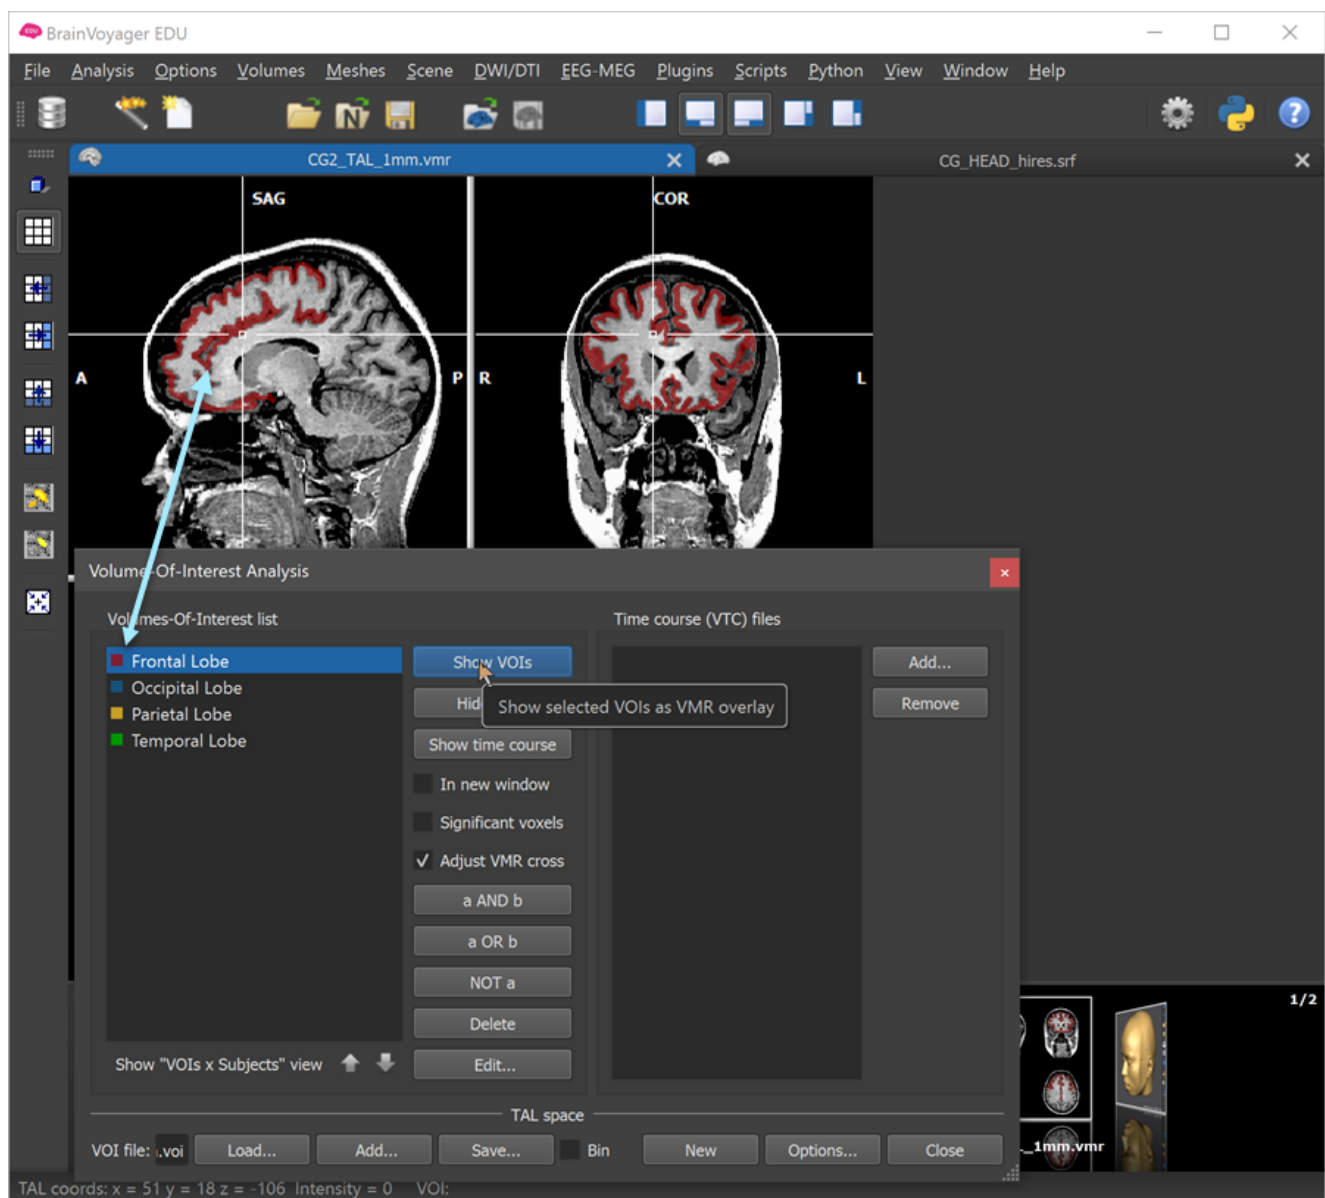 BrainVoyager EDU
File Analysis Options Volumes Meshes Scene DWI/DTI EEG-MEG Plugins Scripts Python View Window Help
CG2_TAL_1mm.vmr
CG_HEAD_hires.srf
SAG
COR
A
P
R
L
Volume-Of-Interest Analysis
Volumes-Of-Interest list
Time course (VTC) files
Frontal Lobe
Occipital Lobe
Parietal Lobe
Temporal Lobe
Show VOIs
Hid
Show selected VOIs as VMR overlay
Show time course
In new window
Significant voxels
Adjust VMR cross
a AND b
a OR b
NOT a
Delete
Edit...
Add...
Remove
Show "VOIs x Subjects" view
TAL space
VOI file: .voi Load... Add... Save... Bin New Options... Close
1/2
_1mm.vmr
TAL coords: x = 51 y = 18 z = -106 Intensity = 0 VOI: